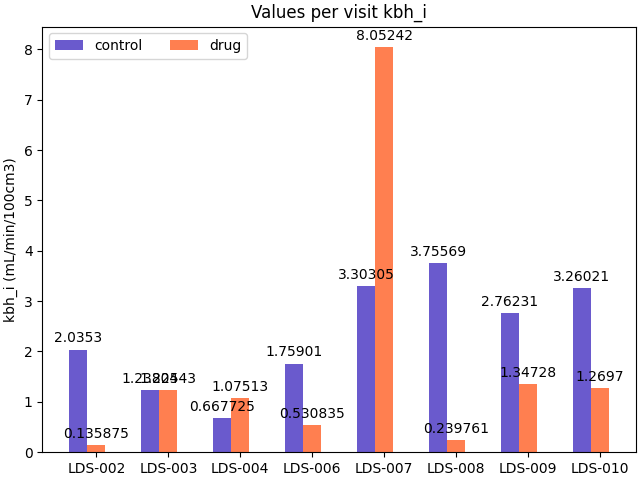 Values per visit kbh_i
control
drug
kbh_i (mL/min/100cm3)
8
7
6
5
4
3
2
1
0
2.0353
0.135875
0.667725
1.07513
1.75901
0.530835
3.30305
8.05242
3.75569
0.239761
2.76231
1.34728
3.26021
1.2697
LDS-002
LDS-003
LDS-004
LDS-006
LDS-007
LDS-008
LDS-009
LDS-010